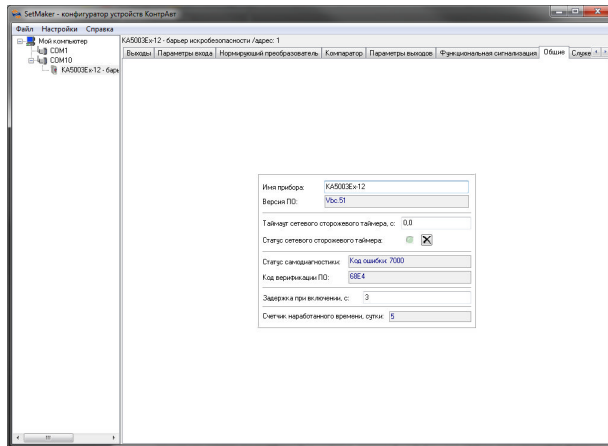 SetMaker - конфигуратор устройств КонтрАвт
Файл Настройки Справка
Мой компьютер
COM1
COM10
КА5003Ех-12 - барь
КА5003Ех-12 - барьер искробезопасности /адрес: 1
Выходы Параметры входа Нормирующий преобразователь Компаратор Параметры выходов Функциональная сигнализация Общие Служе
Имя прибора: КА5003Ех-12
Версия ПО: Vbc.51
Таймаут сетевого сторожевого таймера, с: 0,0
Статус сетевого сторожевого таймера:
Статус самодиагностики: Код ошибки: 7000
Код верификации ПО: 68E4
Задержка при включении, с: 3
Счетчик наработанного времени, сутки: 5